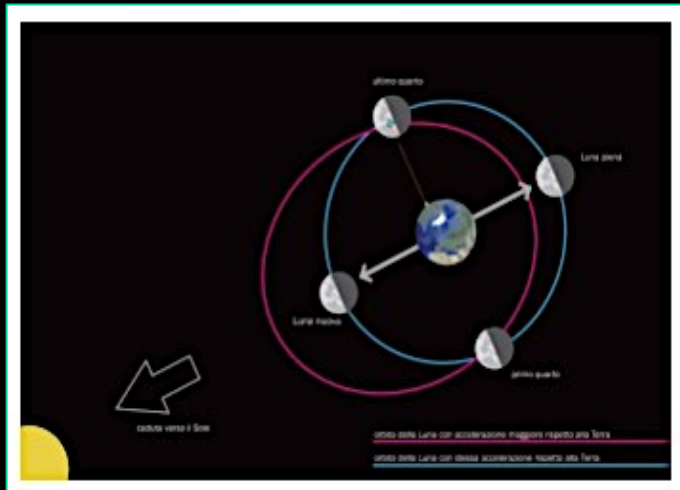 ultimo quarto
Luna piena
Luna nuova
primo quarto
caduta verso il Sole
orbita della Luna con accelerazione maggiore rispetto alla Terra
orbita della Luna con stessa accelerazione rispetto alla Terra